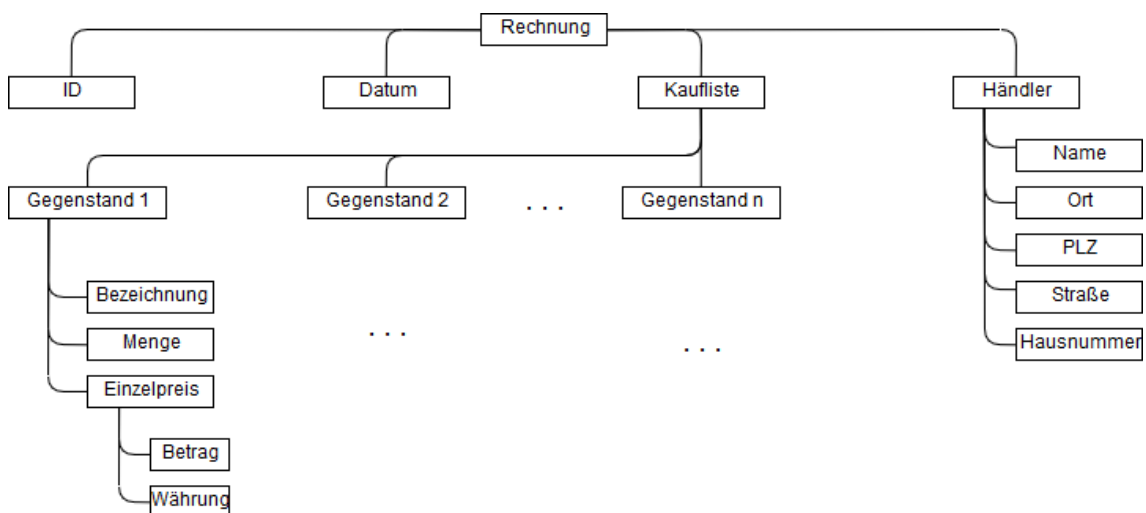 Rechnung
ID
Datum
Kaufliste
Händler
Name
Ort
PLZ
Straße
Hausnummer
Gegenstand 1
Gegenstand 2
. . .
Gegenstand n
Bezeichnung
Menge
Einzelpreis
. . .
. . .
Betrag
Währung